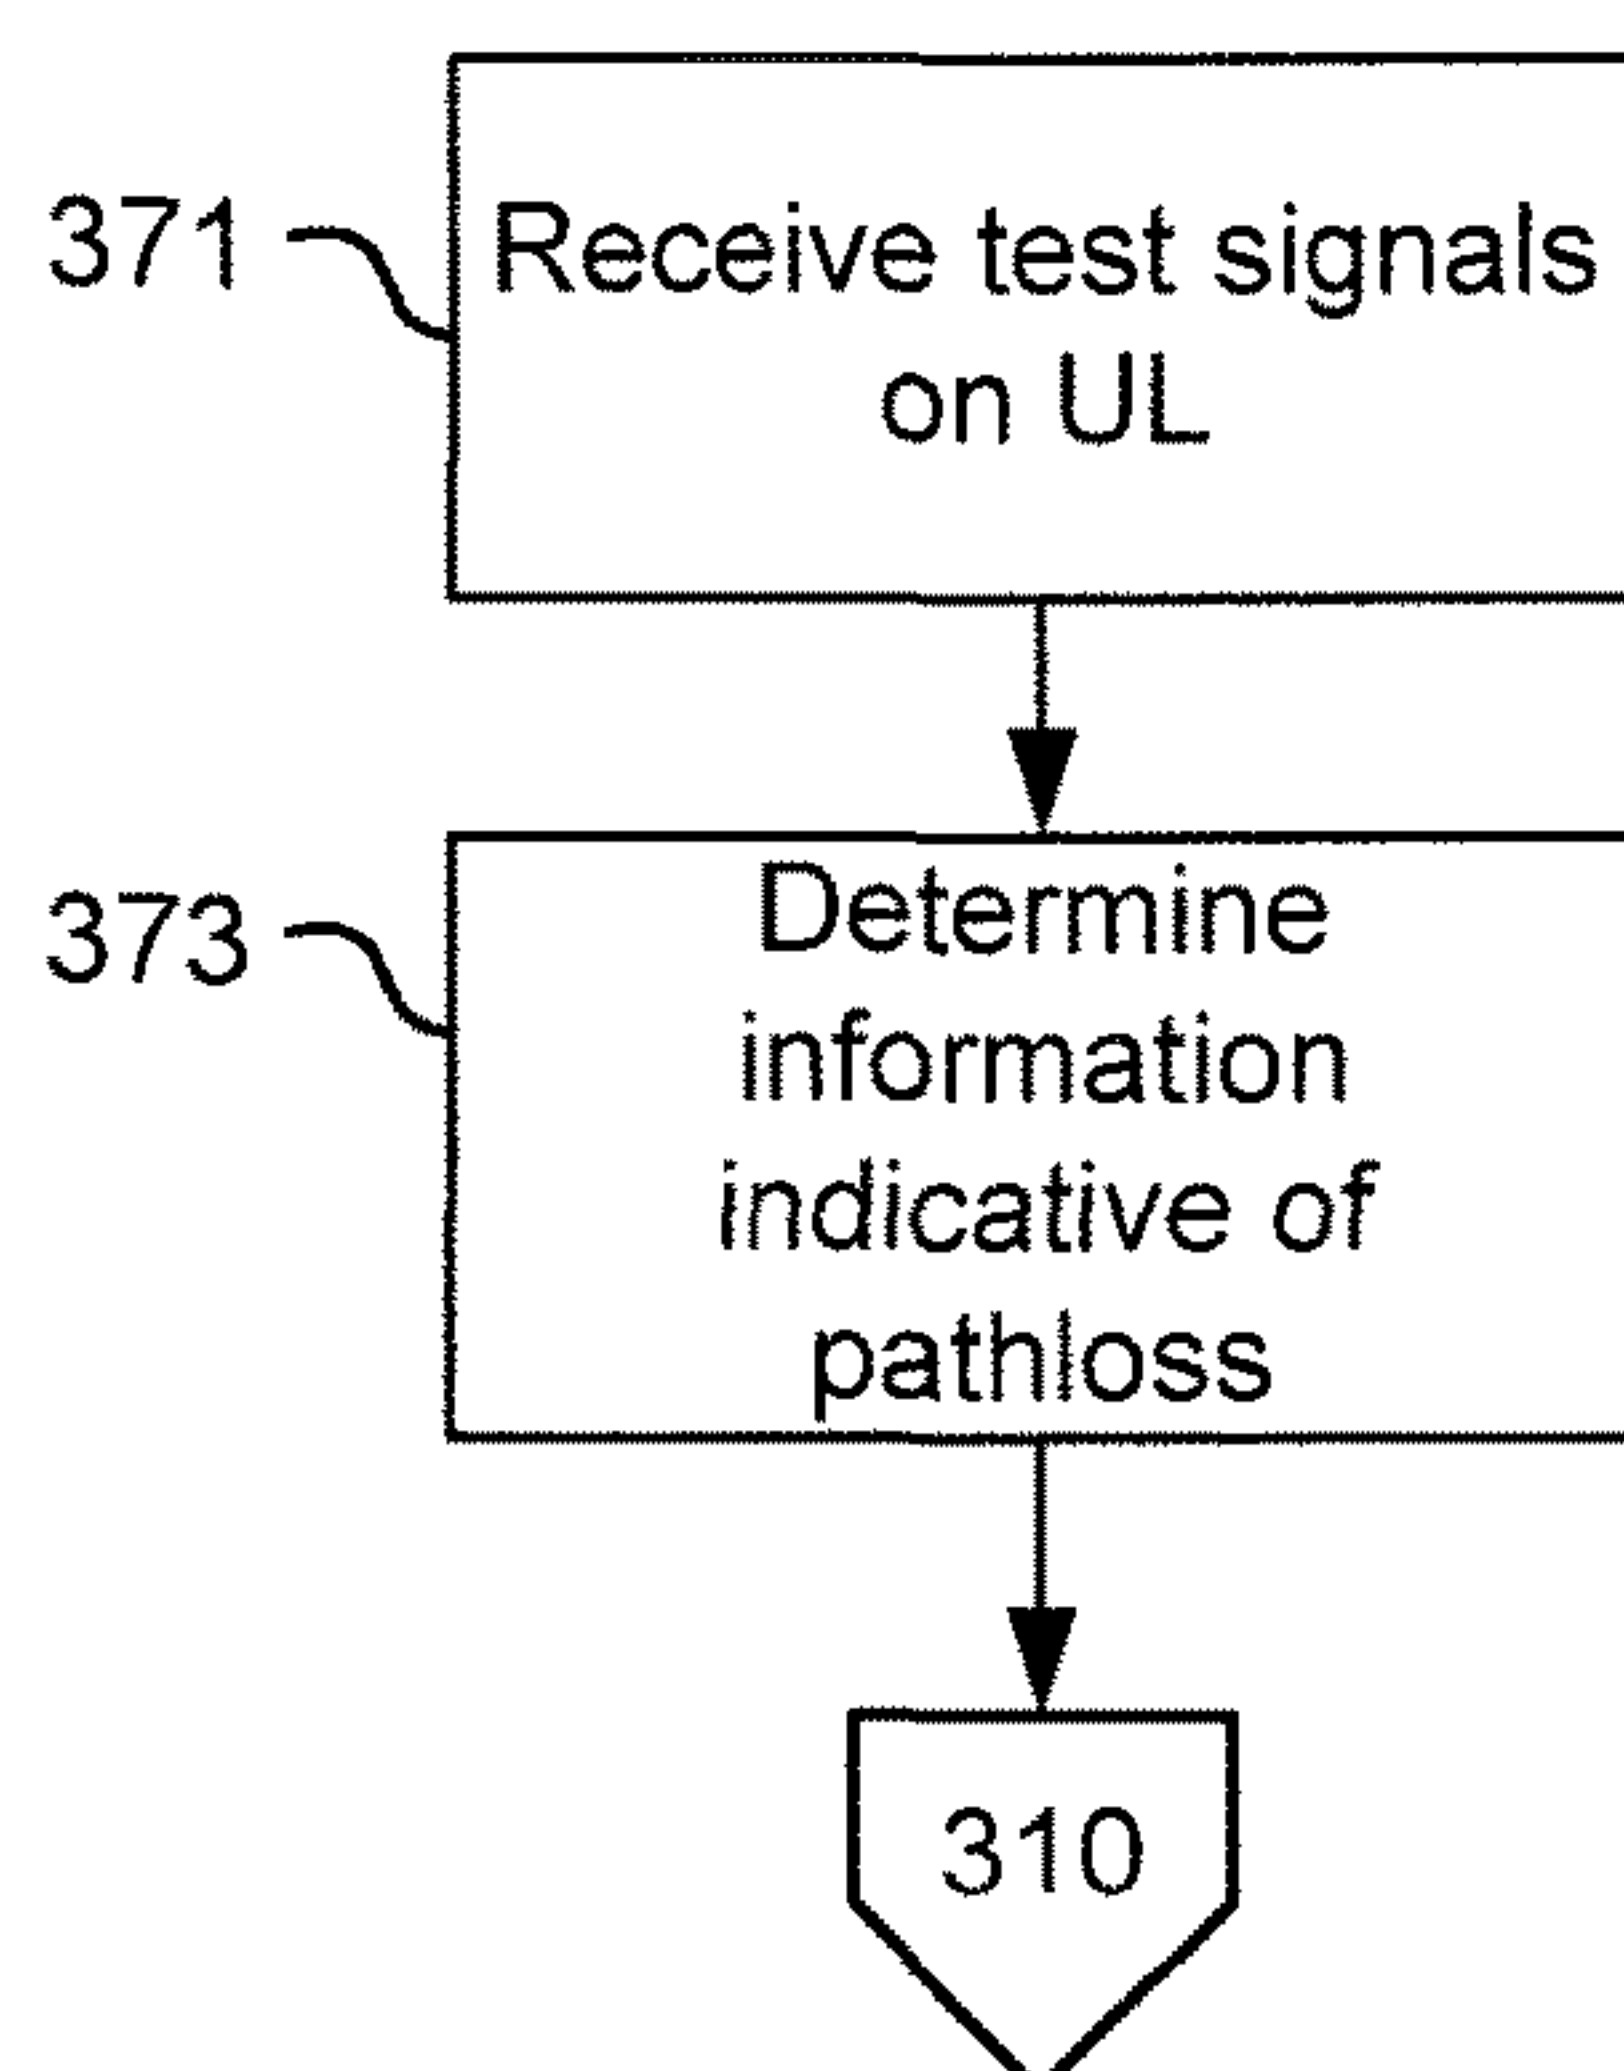 371
Receive test signals
on UL
373
Determine
information
indicative of
pathloss
310